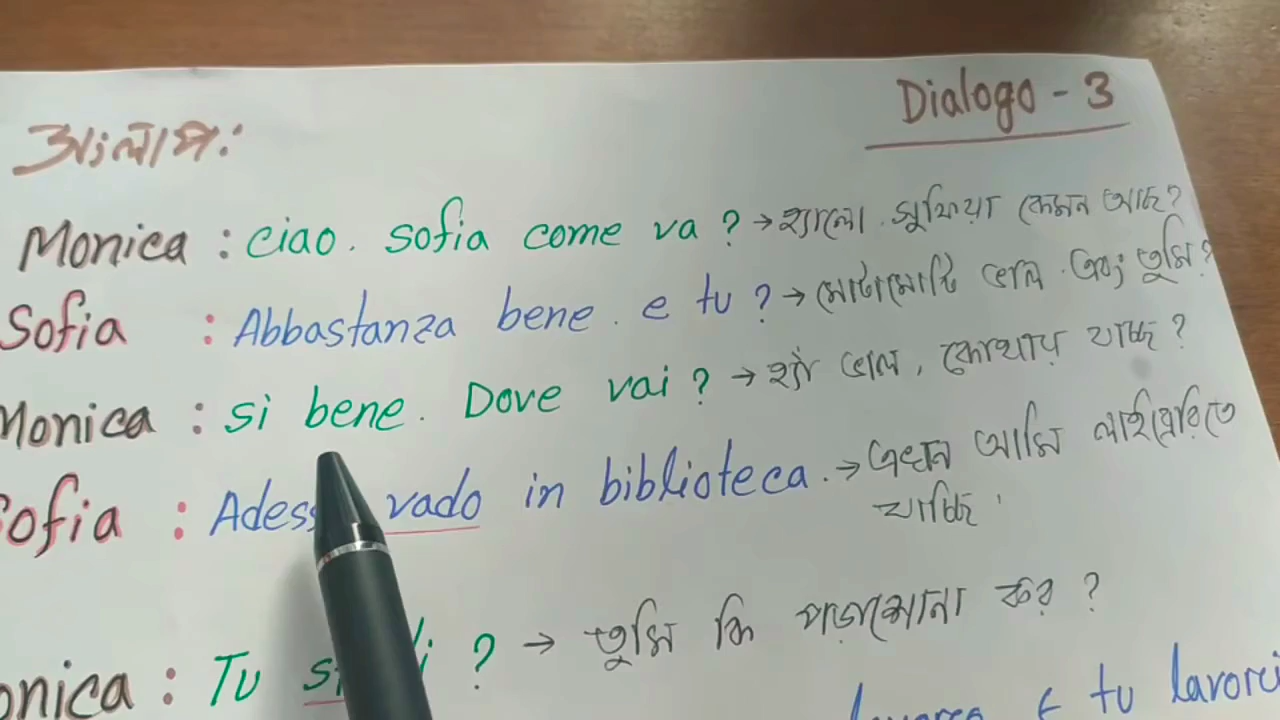 Dialogo - 3
সংলাপ:
Monica : ciao. Sofia come va ? → হ্যালো. সুফিয়া কেমন আছ?
Sofia : Abbastanza bene. e tu ? → মোটামোটি ভাল. এবং তুমি ?
Monica : si bene. Dove vai ? → হ্যাঁ ভাল, কোথায় যাচ্ছ ?
Sofia : vado in biblioteca. → এখন আমি লাইব্রেরিতে
যাচ্ছি।
Monica : Tu ? → তুমি কি পড়াশোনা কর ?
e tu lavori